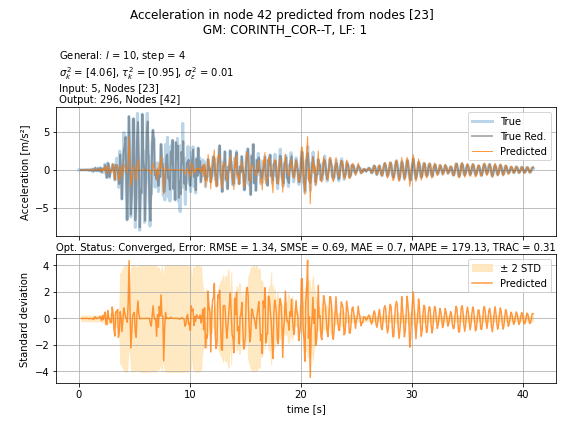 Acceleration in node 42 predicted from nodes [23]
GM: CORINTH_COR--T, LF: 1
General: l = 10, step = 4
σ²ₖ = [4.06], τ²ₖ = [0.95], σ²ε = 0.01
Input: 5, Nodes [23]
Output: 296, Nodes [42]
Acceleration [m/s²]
5
0
−5
True
True Red.
Predicted
Opt. Status: Converged, Error: RMSE = 1.34, SMSE = 0.69, MAE = 0.7, MAPE = 179.13, TRAC = 0.31
Standard deviation
4
2
0
−2
−4
± 2 STD
Predicted
0 10 20 30 40
time [s]